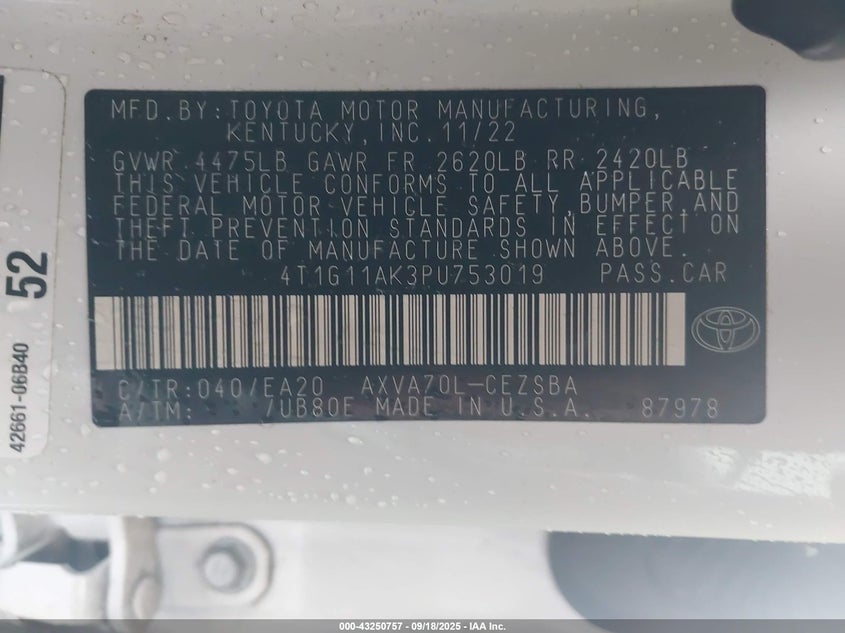 MFD.BY:TOYOTA MOTOR MANUFACTURING,
KENTUCKY,INC.11/22
GVWR 4475LB GAWR FR 2620LB RR 2420LB
THIS VEHICLE CONFORMS TO ALL APPLICABLE
FEDERAL MOTOR VEHICLE SAFETY,BUMPER,AND
THEFT PREVENTION STANDARDS IN EFFECT ON
THE DATE OF MANUFACTURE SHOWN ABOVE.
4T1G11AK3PU753019 PASS.CAR
C/TR:040/EA20 AXVA70L-CEZSBA
A/TM: /UB80E MADE IN U.S.A. 87978
52
42661-06B40
000-43250757 - 09/18/2025 - IAA Inc.